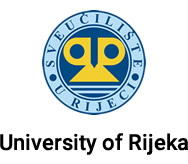 SVEUČILIŠTE
U RIJECI
University of Rijeka